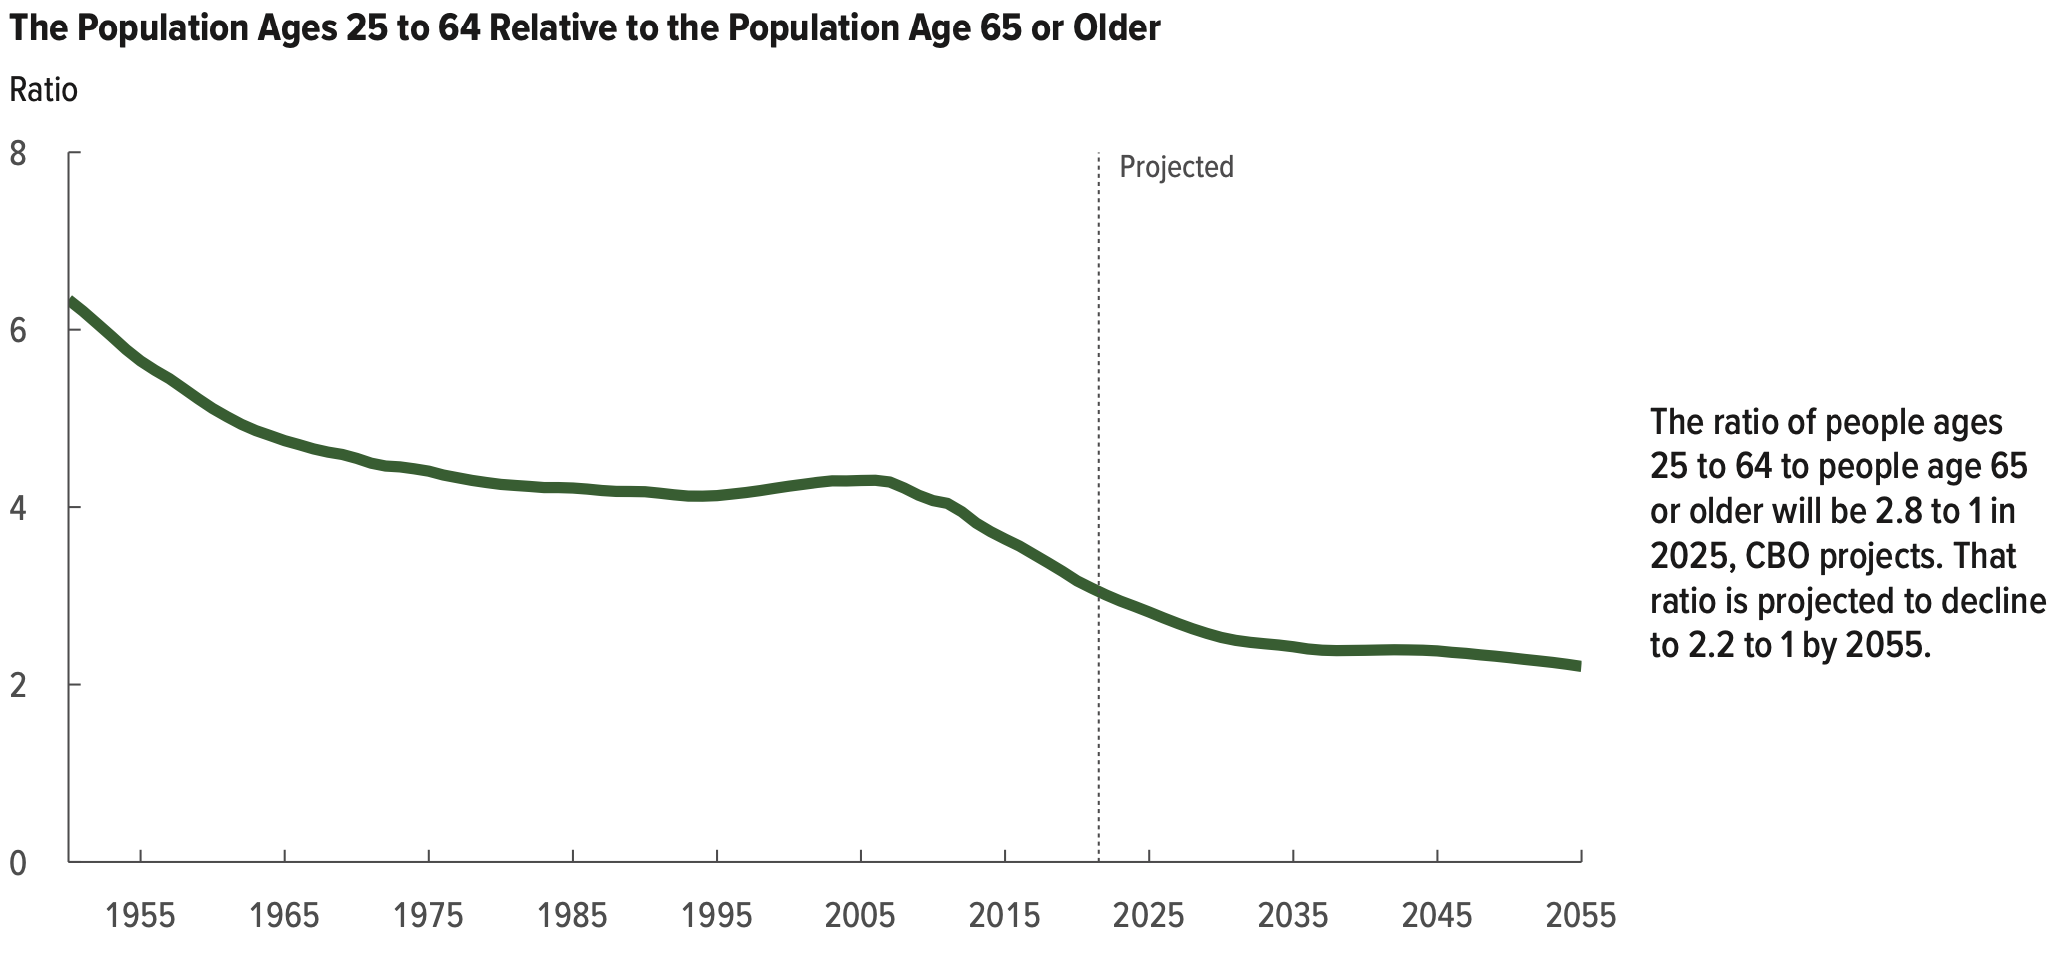 The Population Ages 25 to 64 Relative to the Population Age 65 or Older
Ratio
8
Projected
6
4
2
0
The ratio of people ages
25 to 64 to people age 65
or older will be 2.8 to 1 in
2025, CBO projects. That
ratio is projected to decline
to 2.2 to 1 by 2055.
1955 1965 1975 1985 1995 2005 2015 2025 2035 2045 2055